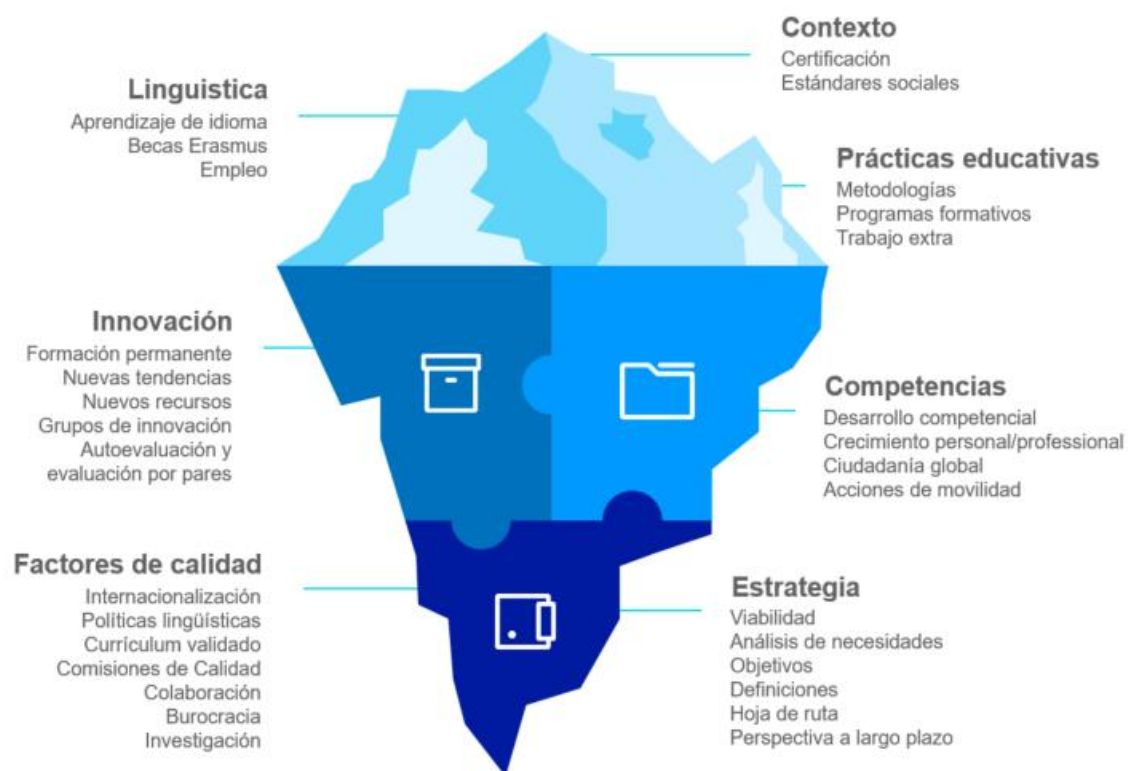 Contexto
Certificación
Estándares sociales
Linguistica
Aprendizaje de idioma
Becas Erasmus
Empleo
Prácticas educativas
Metodologías
Programas formativos
Trabajo extra
Innovación
Formación permanente
Nuevas tendencias
Nuevos recursos
Grupos de innovación
Autoevaluación y
evaluación por pares
Competencias
Desarrollo competencial
Crecimiento personal/professional
Ciudadanía global
Acciones de movilidad
Factores de calidad
Internacionalización
Políticas lingüísticas
Currículum validado
Comisiones de Calidad
Colaboración
Burocracia
Investigación
Estrategia
Viabilidad
Análisis de necesidades
Objetivos
Definiciones
Hoja de ruta
Perspectiva a largo plazo